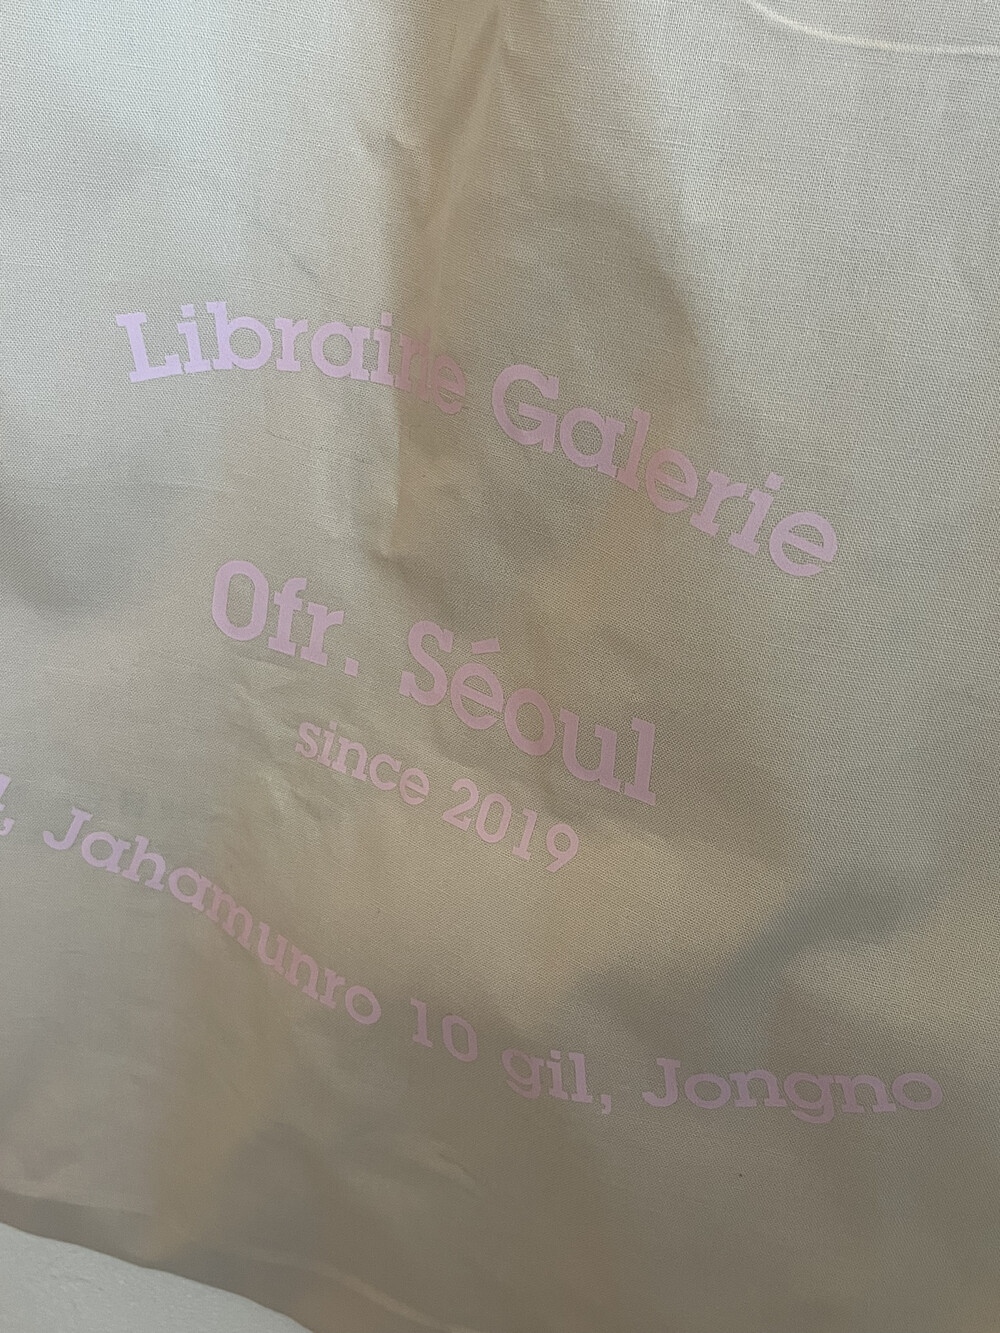 Librairie Galerie
Ofr. Séoul
since 2019
Jahamunro 10 gil, Jongno